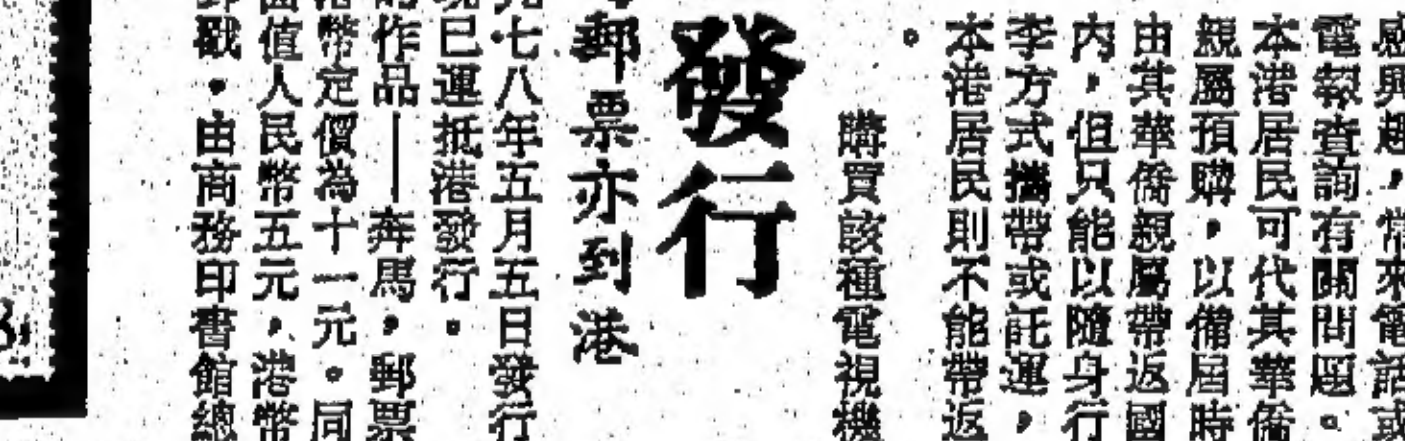 感興趣，常來電話或
電報查詢有關問題。
本港居民可代其華僑
親屬預購，以備屆時
由其華僑親屬帶返國
内，但只能以隨身行
李方式攜帶或託運，
本港居民則不能帶返
。
購買該種電視機
發行
郵票亦到港
七八年五月五日發行
已運抵港發行。
作品——奔馬，郵票
幣定價為十一元。同
值人民幣五元，港幣
戳，由商務印書館總